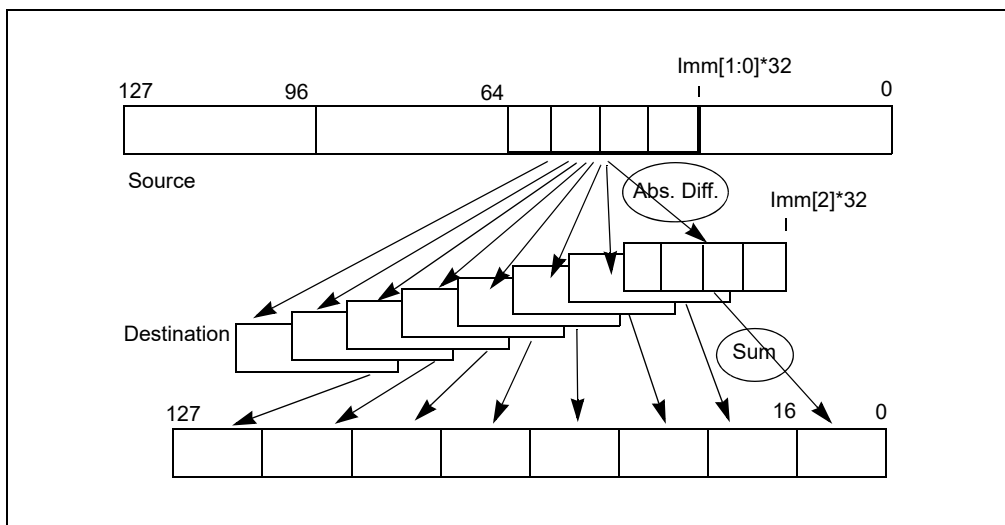 Imm[1:0]*32
127 96 64 0
Source
Abs. Diff.
Imm[2]*32
Destination
Sum
127 16 0